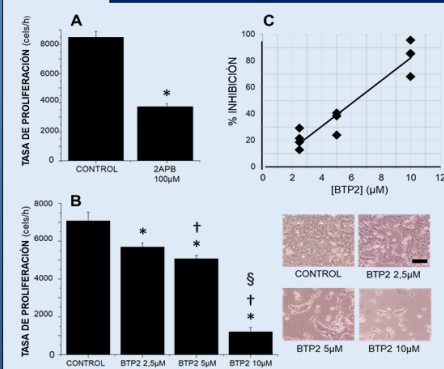 A
TASA DE PROLIFERACIÓN (cels/h)
8000
6000
4000
2000
0
*
CONTROL
2APB
100µM
C
% INHIBICIÓN
100
80
60
40
20
0
0 2 4 6 8 10 12
[BTP2] (µM)
B
TASA DE PROLIFERACIÓN (cels/h)
8000
6000
4000
2000
0
*
†
*
§
†
*
CONTROL BTP2 2,5µM BTP2 5µM BTP2 10µM
CONTROL BTP2 2,5µM
BTP2 5µM BTP2 10µM